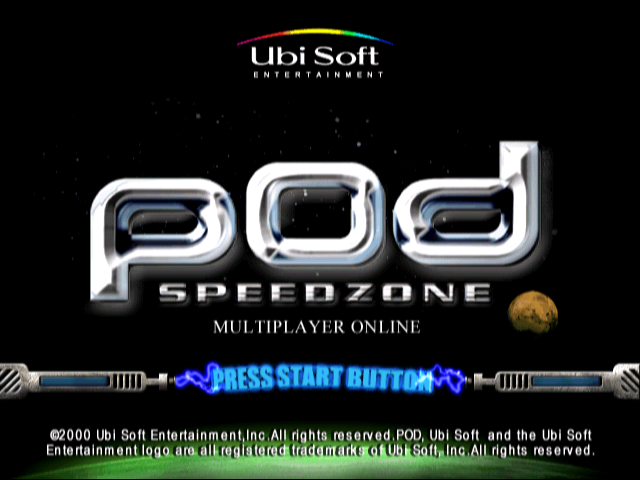 Ubi Soft
ENTERTAINMENT
pOd
SPEEDZONE
MULTIPLAYER ONLINE
PRESS START BUTTON
©2000 Ubi Soft Entertainment,Inc.All rights reserved.POD, Ubi Soft and the Ubi Soft
Entertainment logo are all registered trademarks of Ubi Soft, Inc.All rights reserved.